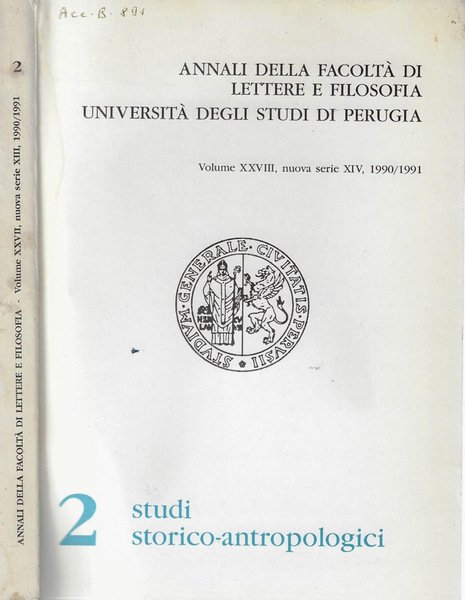 Acc. B. 891
ANNALI DELLA FACOLTÀ DI
LETTERE E FILOSOFIA
UNIVERSITÀ DEGLI STUDI DI PERUGIA
Volume XXVIII, nuova serie XIV, 1990/1991
STVDIVM·GENERALE·CIVITATIS·PERVSII
2 studi
storico-antropologici
2
ANNALI DELLA FACOLTÀ DI LETTERE E FILOSOFIA · Volume XXVII, nuova serie XIII, 1990/1991